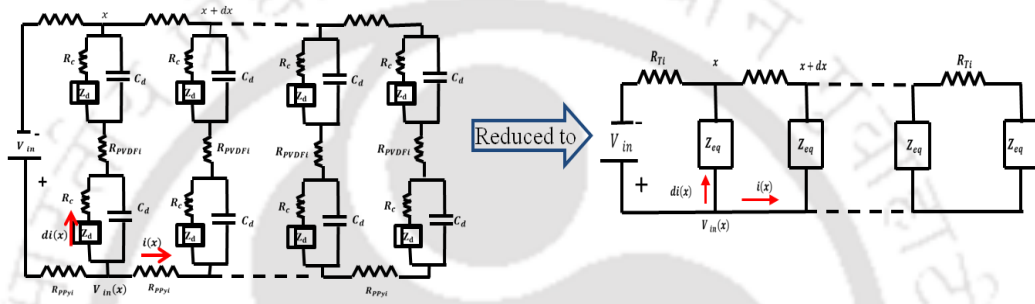 x
x + dx
R_c
C_d
R_c
C_d
R_c
C_d
R_c
C_d
Z_d
Z_d
Z_d
Z_d
V_in
-
+
R_PVDFi
R_PVDFi
R_PVDFi
R_PVDFi
R_c
C_d
R_c
C_d
R_c
C_d
R_c
C_d
di(x)
Z_d
Z_d
Z_d
Z_d
i(x)
R_PPyi
V_in(x)
R_PPyi
R_PPyi
Reduced to
R_Ti
x
x+dx
R_Ti
V_in
-
+
Z_eq
Z_eq
Z_eq
Z_eq
di(x)
i(x)
V_in(x)